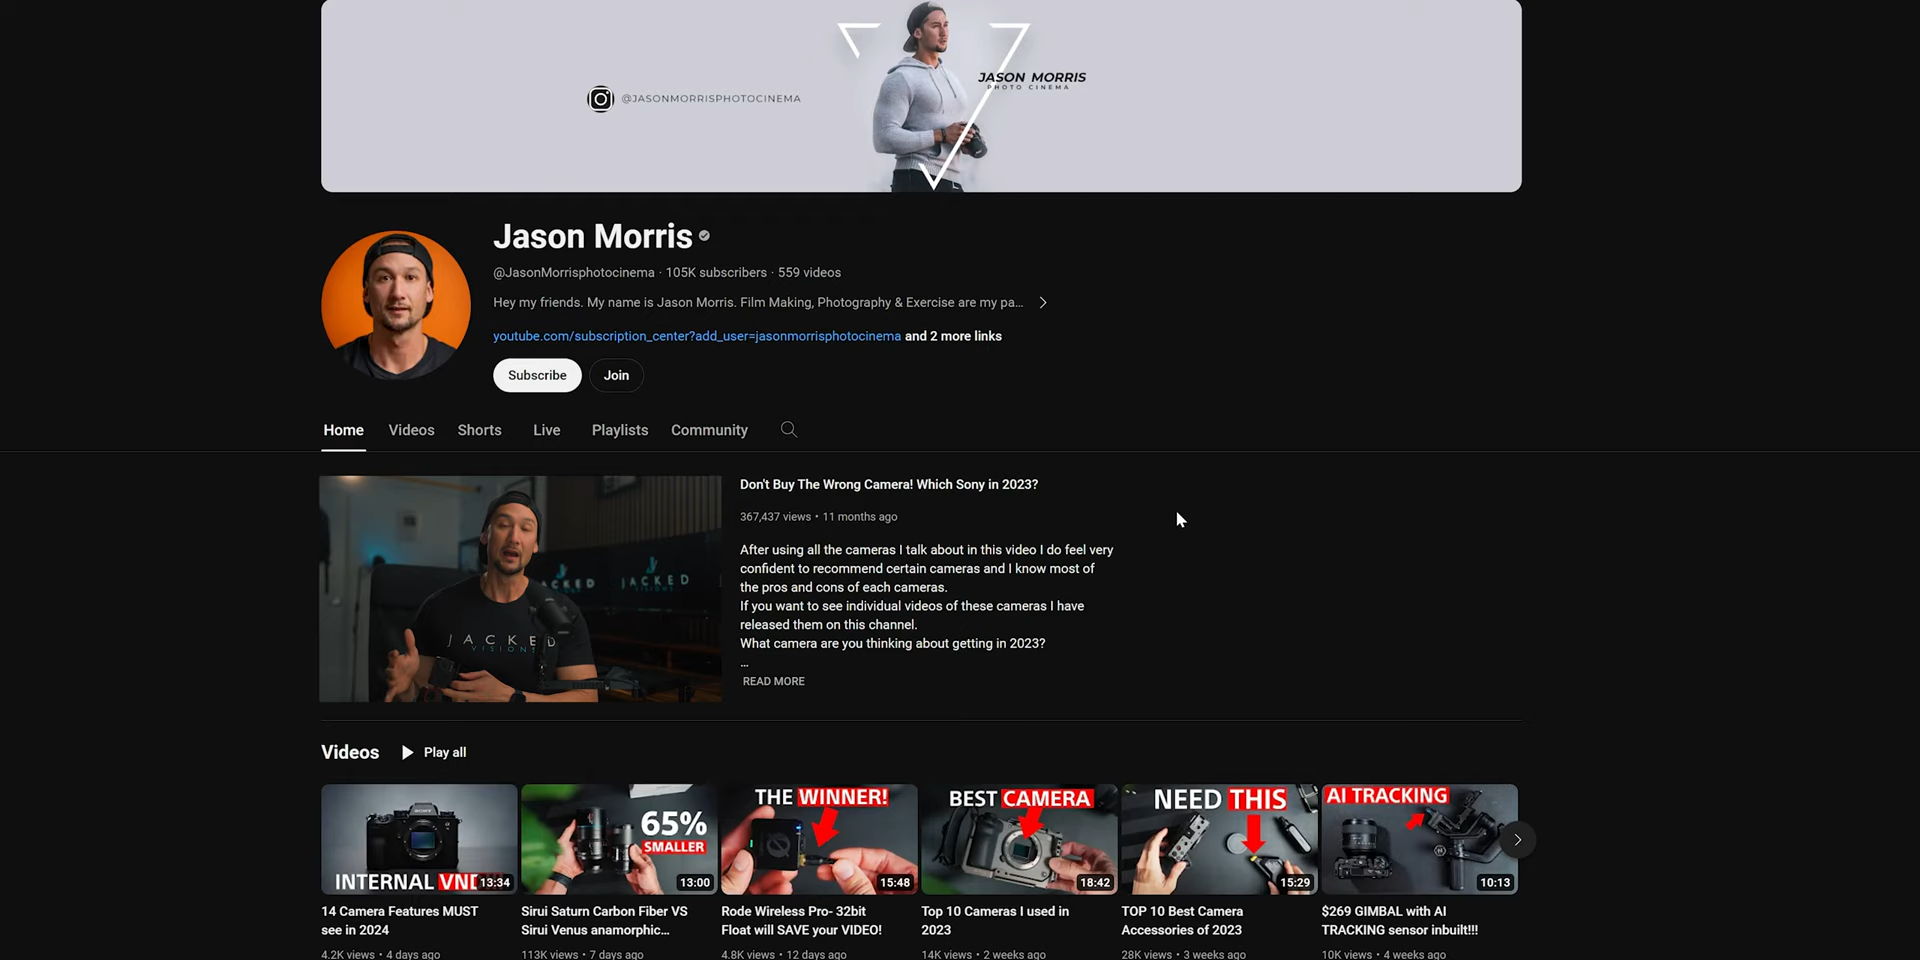 @JASONMORRISPHOTOCINEMA
JASON MORRIS
PHOTO CINEMA
Jason Morris
@JasonMorrisphotocinema · 105K subscribers · 559 videos
Hey my friends. My name is Jason Morris. Film Making, Photography & Exercise are my pa...
youtube.com/subscription_center?add_user=jasonmorrisphotocinema and 2 more links
Subscribe
Join
Home
Videos
Shorts
Live
Playlists
Community
JACKED
JACKED
VISIONS
Don't Buy The Wrong Camera! Which Sony in 2023?
367,437 views • 11 months ago
After using all the cameras I talk about in this video I do feel very
confident to recommend certain cameras and I know most of
the pros and cons of each cameras.
If you want to see individual videos of these cameras I have
released them on this channel.
What camera are you thinking about getting in 2023?
...
READ MORE
Videos
Play all
SONY
INTERNAL
13:34
65%
SMALLER
13:00
THE WINNER!
15:48
BEST CAMERA
18:42
NEED THIS
15:29
AI TRACKING
10:13
14 Camera Features MUST
see in 2024
4.2K views • 4 days ago
Sirui Saturn Carbon Fiber VS
Sirui Venus anamorphic...
113K views • 7 days ago
Rode Wireless Pro- 32bit
Float will SAVE your VIDEO!
4.8K views • 12 days ago
Top 10 Cameras I used in
2023
14K views • 2 weeks ago
TOP 10 Best Camera
Accessories of 2023
28K views • 3 weeks ago
$269 GIMBAL with AI
TRACKING sensor inbuilt!!!
10K views • 4 weeks ago